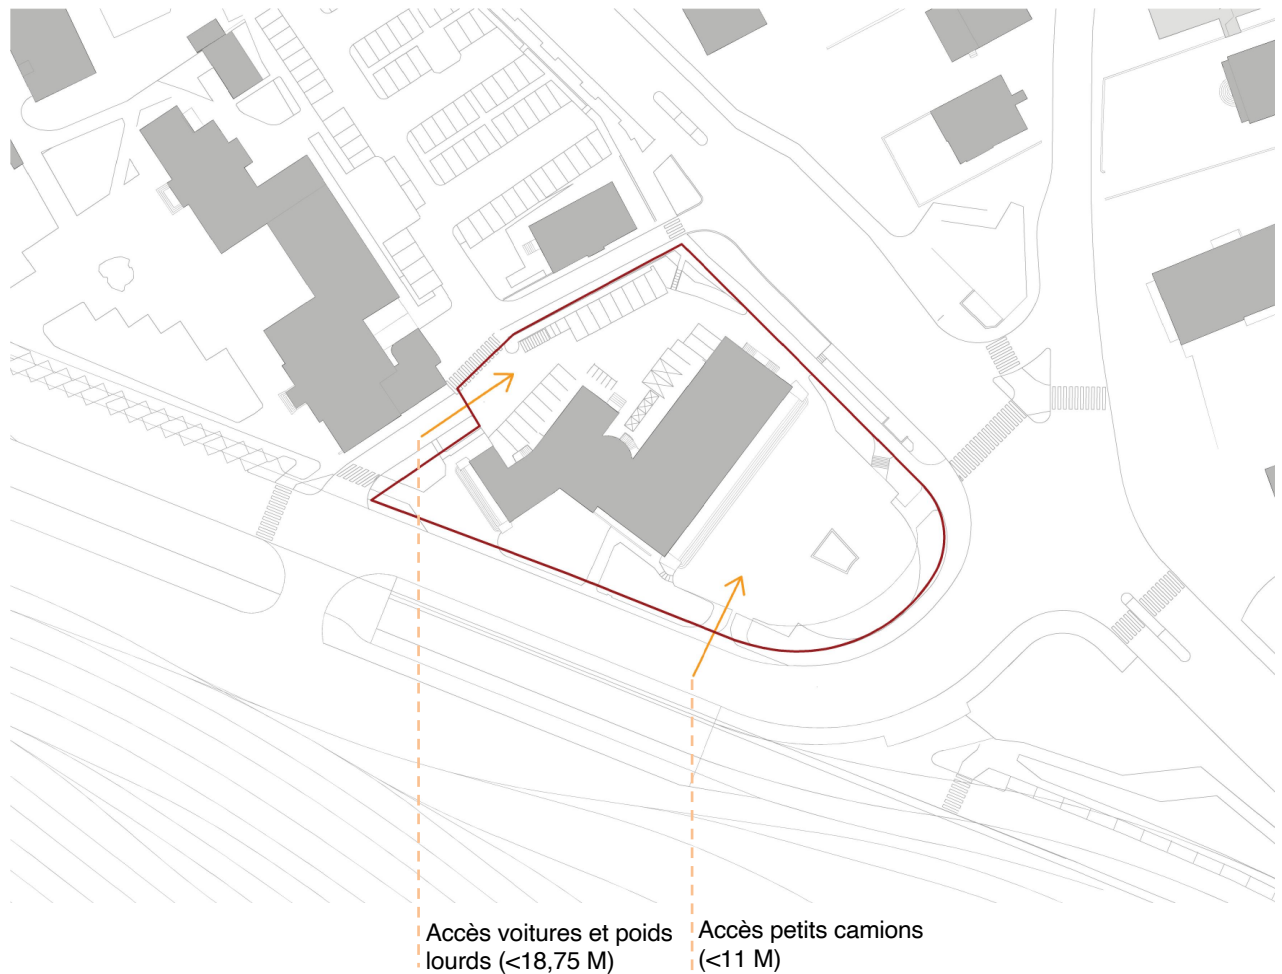 Accès voitures et poids
lourds (<18,75 M)
Accès petits camions
(<11 M)